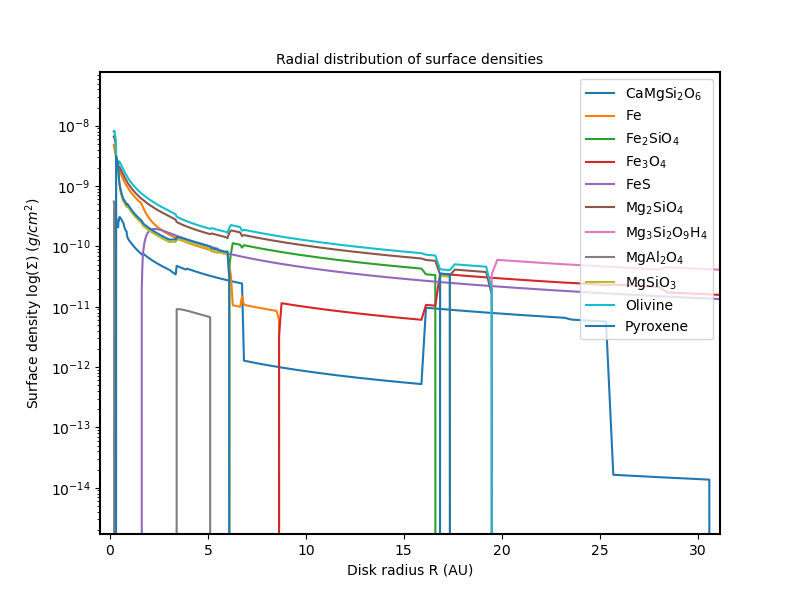 Radial distribution of surface densities
Surface density log(Σ) (g/cm²)
10⁻⁸
10⁻⁹
10⁻¹⁰
10⁻¹¹
10⁻¹²
10⁻¹³
10⁻¹⁴
CaMgSi₂O₆
Fe
Fe₂SiO₄
Fe₃O₄
FeS
Mg₂SiO₄
Mg₃Si₂O₉H₄
MgAl₂O₄
MgSiO₃
Olivine
Pyroxene
0 5 10 15 20 25 30
Disk radius R (AU)